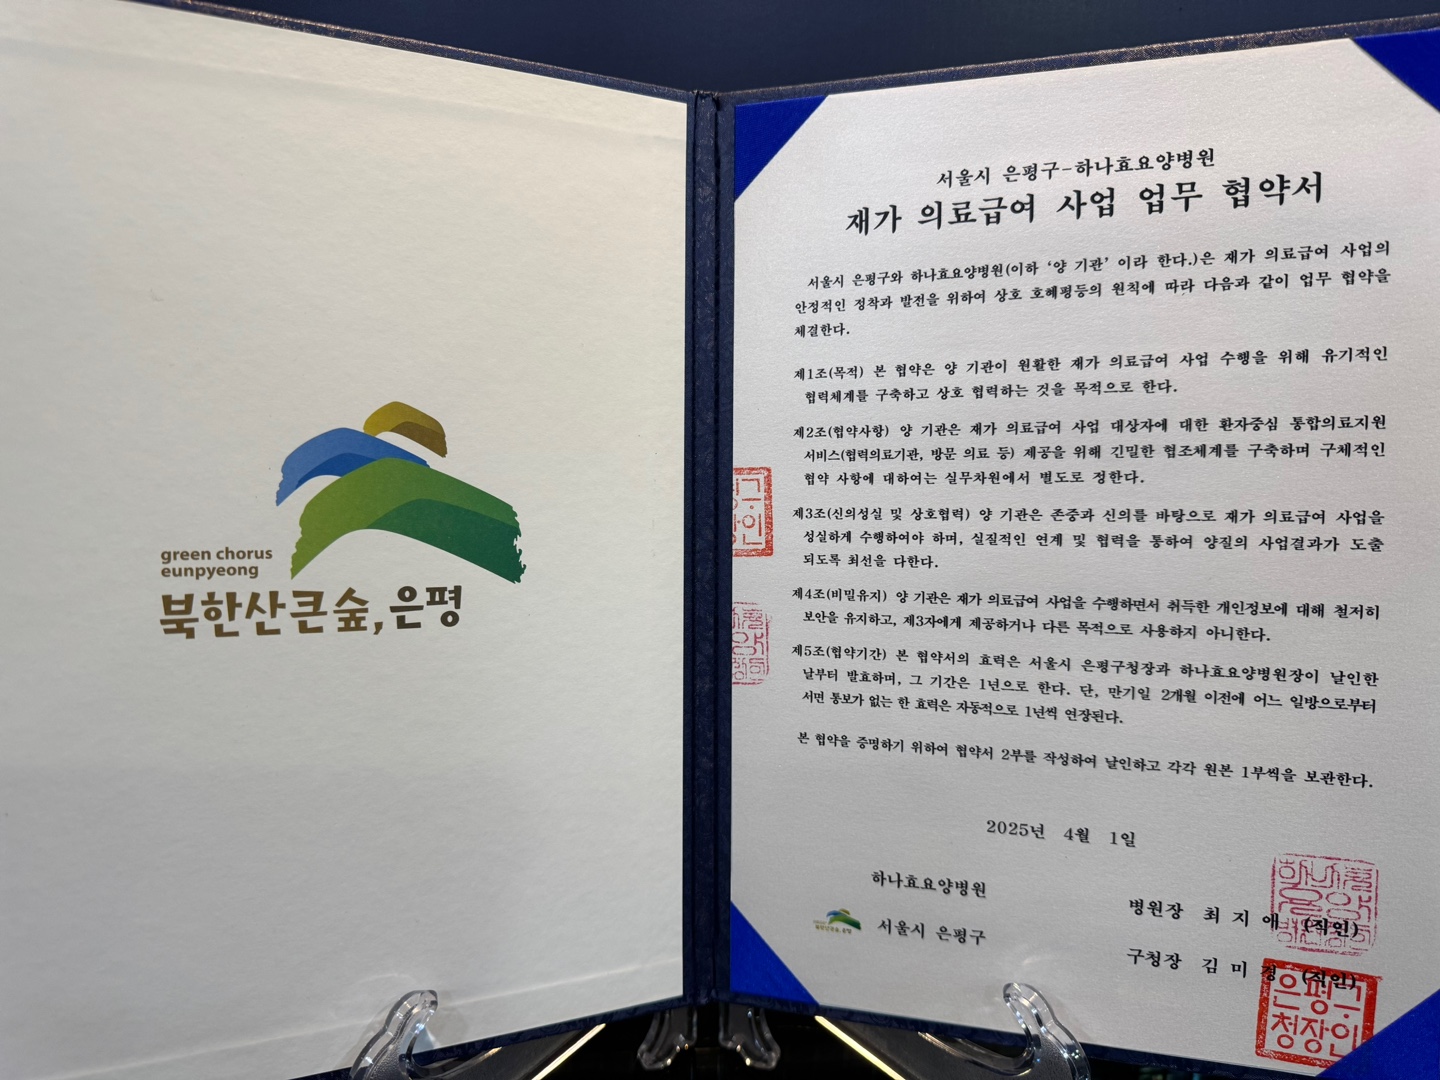 green chorus
eunpyeong
북한산큰숲, 은평
서울시 은평구-하나효요양병원
재가 의료급여 사업 업무 협약서
서울시 은평구와 하나효요양병원(이하 ‘양 기관’ 이라 한다.)은 재가 의료급여 사업의
안정적인 정착과 발전을 위하여 상호 호혜평등의 원칙에 따라 다음과 같이 업무 협약을
체결한다.
제1조(목적) 본 협약은 양 기관이 원활한 재가 의료급여 사업 수행을 위해 유기적인
협력체계를 구축하고 상호 협력하는 것을 목적으로 한다.
제2조(협약사항) 양 기관은 재가 의료급여 사업 대상자에 대한 환자중심 통합의료지원
서비스(협력의료기관, 방문 의료 등) 제공을 위해 긴밀한 협조체계를 구축하며 구체적인
협약 사항에 대하여는 실무차원에서 별도로 정한다.
제3조(신의성실 및 상호협력) 양 기관은 존중과 신의를 바탕으로 재가 의료급여 사업을
성실하게 수행하여야 하며, 실질적인 연계 및 협력을 통하여 양질의 사업결과가 도출
되도록 최선을 다한다.
제4조(비밀유지) 양 기관은 재가 의료급여 사업을 수행하면서 취득한 개인정보에 대해 철저히
보안을 유지하고, 제3자에게 제공하거나 다른 목적으로 사용하지 아니한다.
제5조(협약기간) 본 협약서의 효력은 서울시 은평구청장과 하나효요양병원장이 날인한
날부터 발효하며, 그 기간은 1년으로 한다. 단, 만기일 2개월 이전에 어느 일방으로부터
서면 통보가 없는 한 효력은 자동적으로 1년씩 연장된다.
본 협약을 증명하기 위하여 협약서 2부를 작성하여 날인하고 각각 원본 1부씩을 보관한다.
2025년 4월 1일
하나효요양병원
병원장 최 지 애 (직인)
북한산큰숲, 은평
서울시 은평구
구청장 김 미 경 (직인)
은평구
청장인